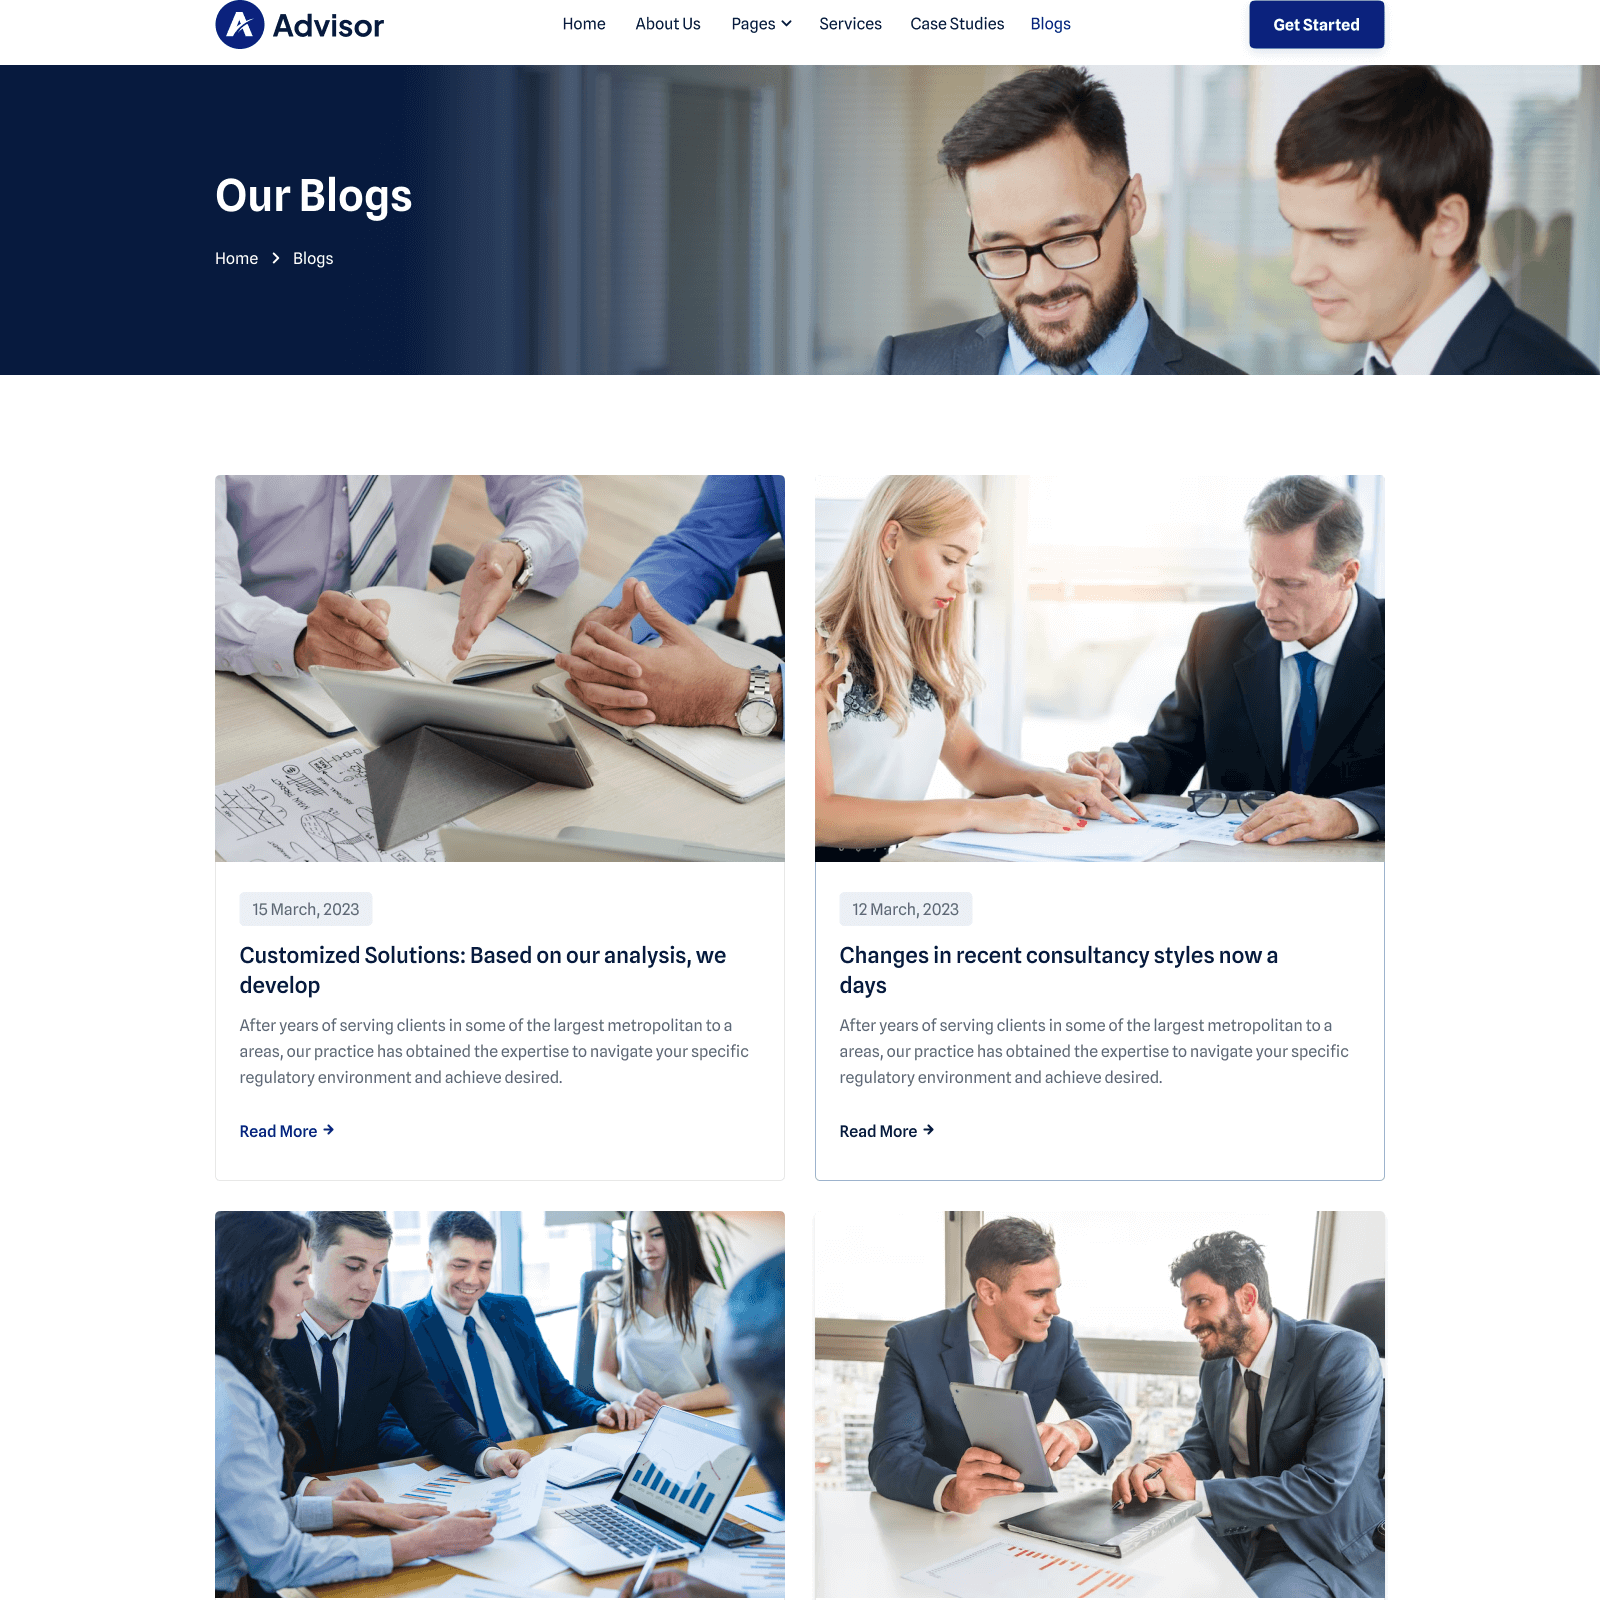 Advisor
Home About Us Pages Services Case Studies Blogs
Get Started
Our Blogs
Home Blogs
15 March, 2023
Customized Solutions: Based on our analysis, we
develop
After years of serving clients in some of the largest metropolitan to a
areas, our practice has obtained the expertise to navigate your specific
regulatory environment and achieve desired.
Read More
12 March, 2023
Changes in recent consultancy styles now a
days
After years of serving clients in some of the largest metropolitan to a
areas, our practice has obtained the expertise to navigate your specific
regulatory environment and achieve desired.
Read More